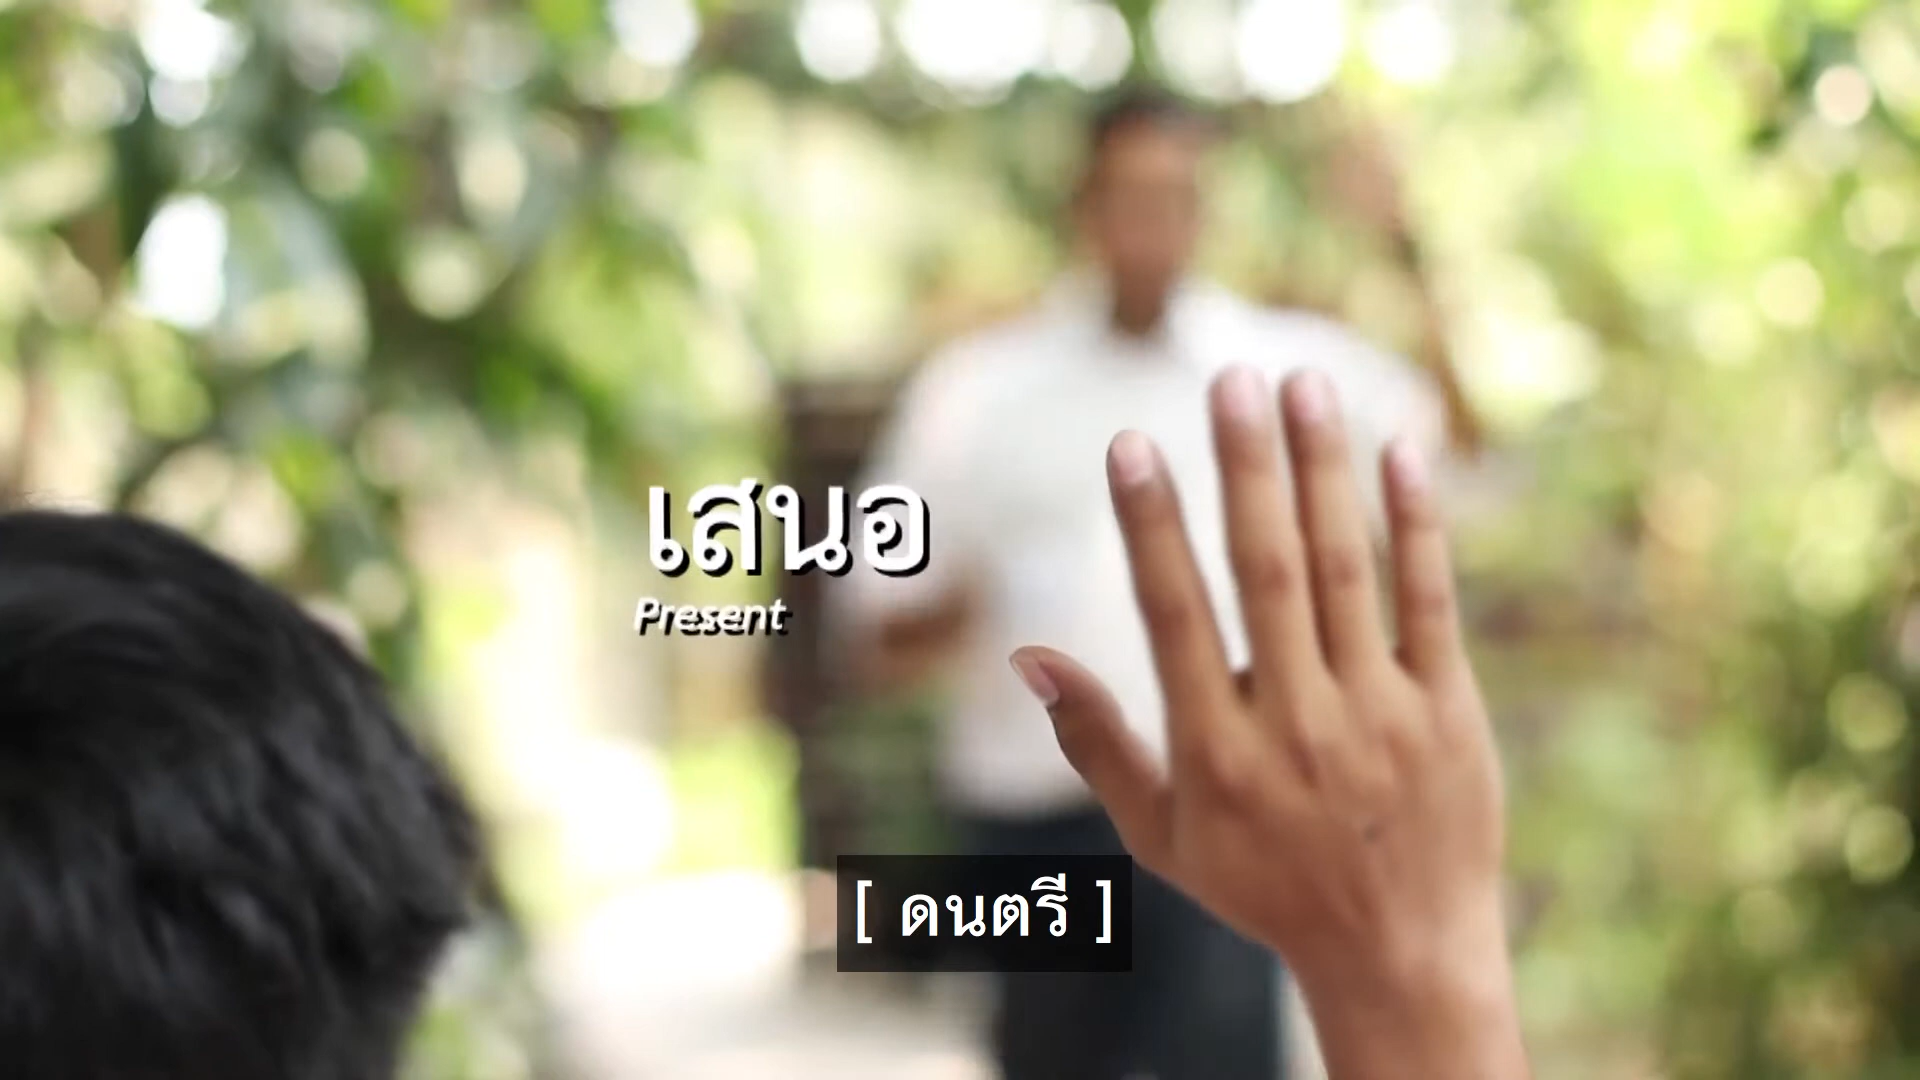 เสนอ
Present
[ ดนตรี ]